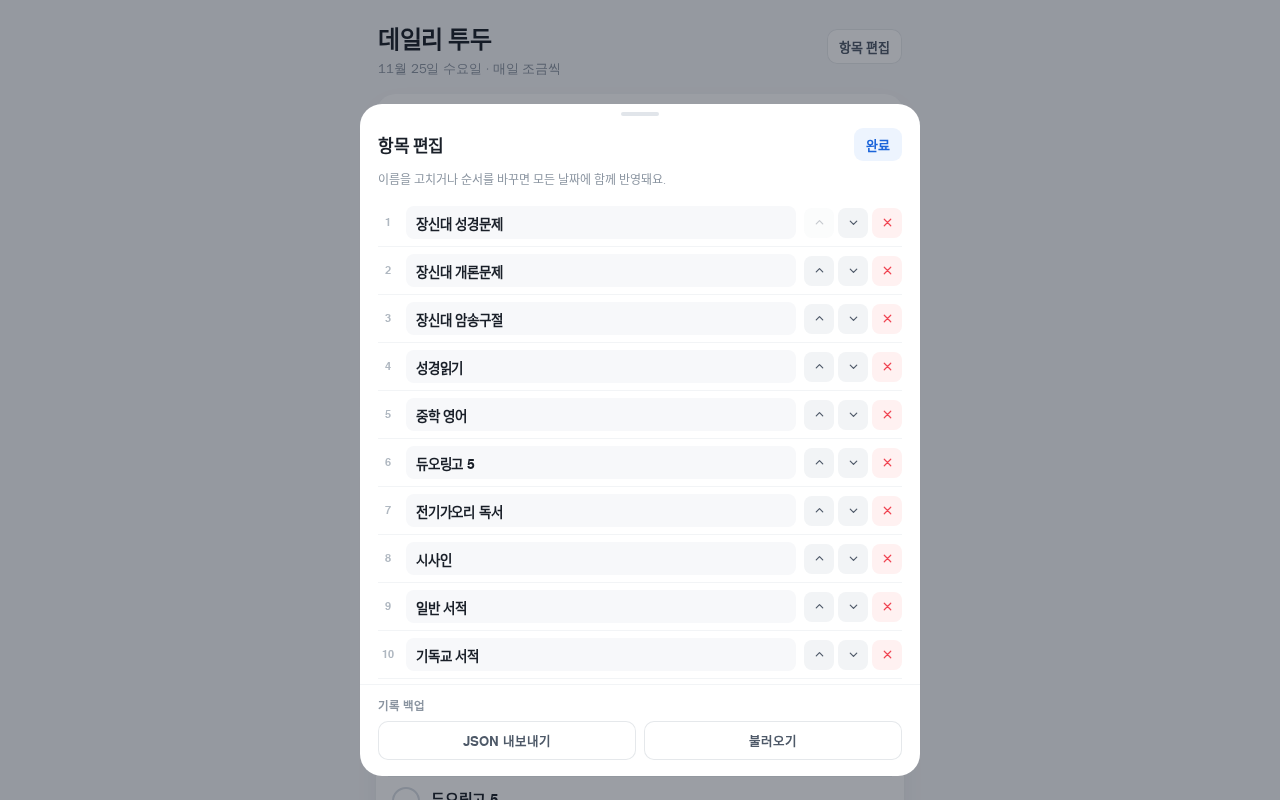 데일리 투두
항목 편집
11월 25일 수요일 · 매일 조금씩
항목 편집
완료
이름을 고치거나 순서를 바꾸면 모든 날짜에 함께 반영돼요.
1 장신대 성경문제
2 장신대 개론문제
3 장신대 암송구절
4 성경읽기
5 중학 영어
6 듀오링고 5
7 전기가오리 독서
8 시사인
9 일반 서적
10 기독교 서적
기록 백업
JSON 내보내기
불러오기
듀오링고 5